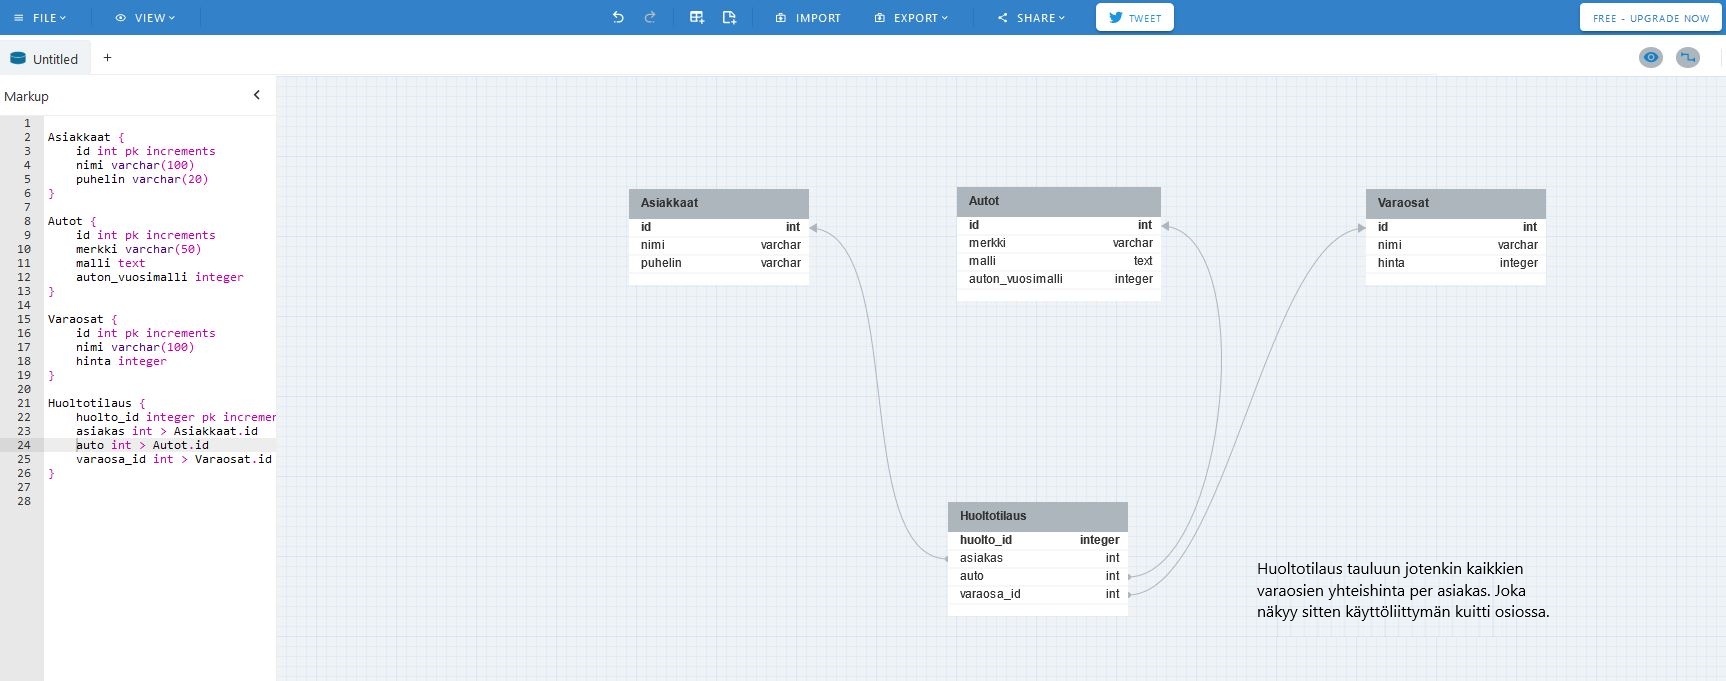 FILE VIEW IMPORT EXPORT SHARE TWEET FREE - UPGRADE NOW
Untitled +
Markup
1
2 Asiakkaat {
3 id int pk increments
4 nimi varchar(100)
5 puhelin varchar(20)
6 }
7
8 Autot {
9 id int pk increments
10 merkki varchar(50)
11 malli text
12 auton_vuosimalli integer
13 }
14
15 Varaosat {
16 id int pk increments
17 nimi varchar(100)
18 hinta integer
19 }
20
21 Huoltotilaus {
22 huolto_id integer pk incremen
23 asiakas int > Asiakkaat.id
24 auto int > Autot.id
25 varaosa_id int > Varaosat.id
26 }
27
28
Asiakkaat
id int
nimi varchar
puhelin varchar
Autot
id int
merkki varchar
malli text
auton_vuosimalli integer
Varaosat
id int
nimi varchar
hinta integer
Huoltotilaus
huolto_id integer
asiakas int
auto int
varaosa_id int
Huoltotilaus tauluun jotenkin kaikkien
varaosien yhteishinta per asiakas. Joka
näkyy sitten käyttöliittymän kuitti osiossa.